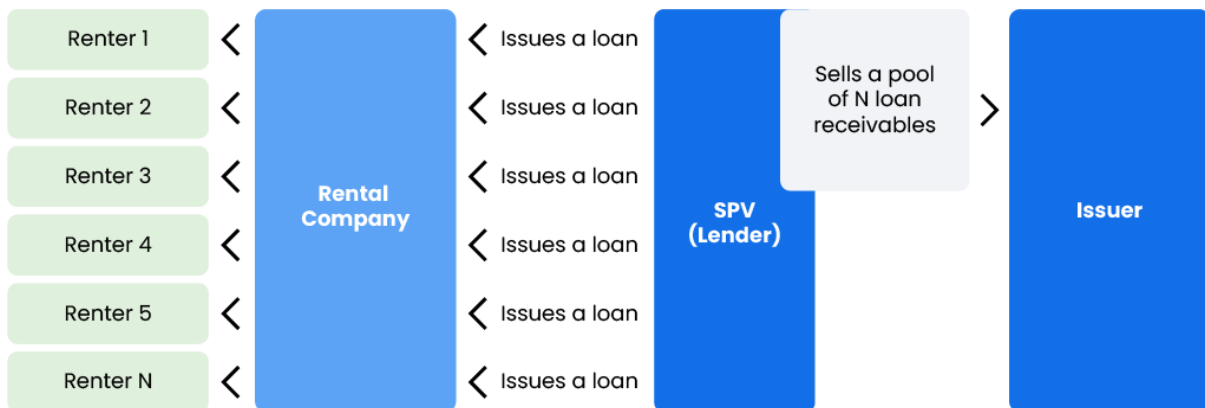 Renter 1
Issues a loan
Renter 2
Issues a loan
Renter 3
Issues a loan
Renter 4
Issues a loan
Renter 5
Issues a loan
Renter N
Issues a loan
Rental
Company
SPV
(Lender)
Sells a pool
of N loan
receivables
Issuer